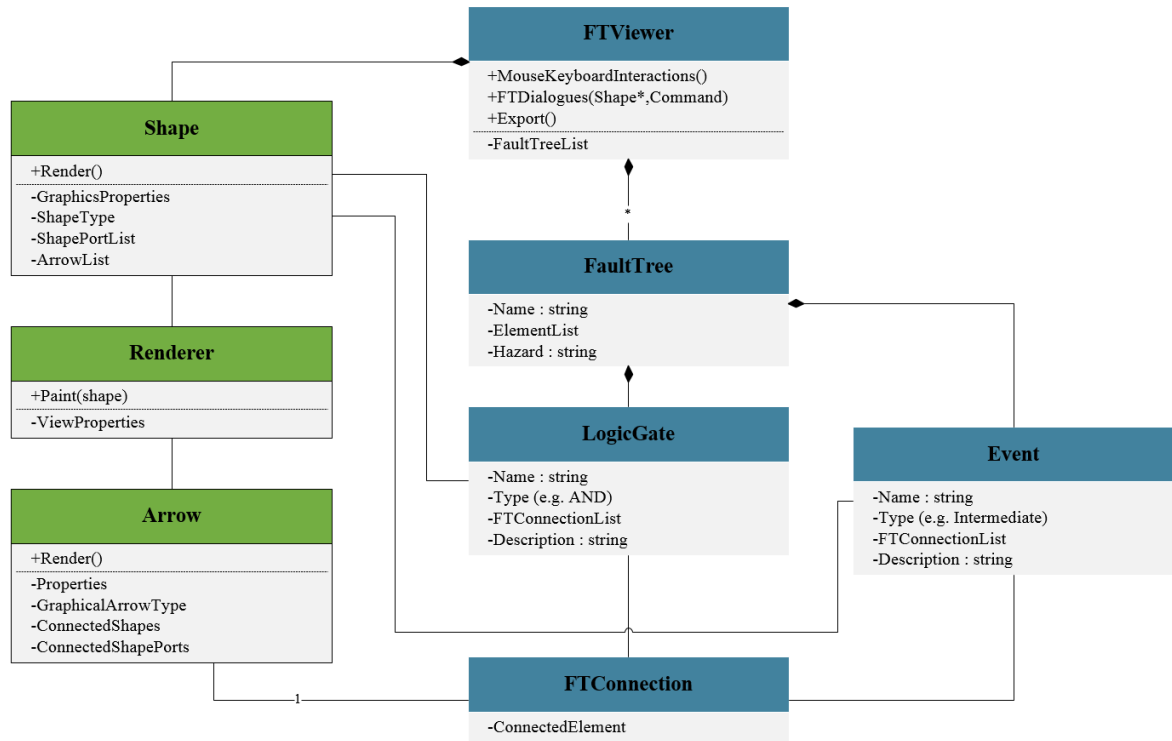 FTViewer
+MouseKeyboardInteractions()
+FTDialogues(Shape*,Command)
+Export()
-FaultTreeList
Shape
+Render()
-GraphicsProperties
-ShapeType
-ShapePortList
-ArrowList
*
FaultTree
-Name : string
-ElementList
-Hazard : string
Renderer
+Paint(shape)
-ViewProperties
LogicGate
-Name : string
-Type (e.g. AND)
-FTConnectionList
-Description : string
Event
-Name : string
-Type (e.g. Intermediate)
-FTConnectionList
-Description : string
Arrow
+Render()
-Properties
-GraphicalArrowType
-ConnectedShapes
-ConnectedShapePorts
1
FTConnection
-ConnectedElement